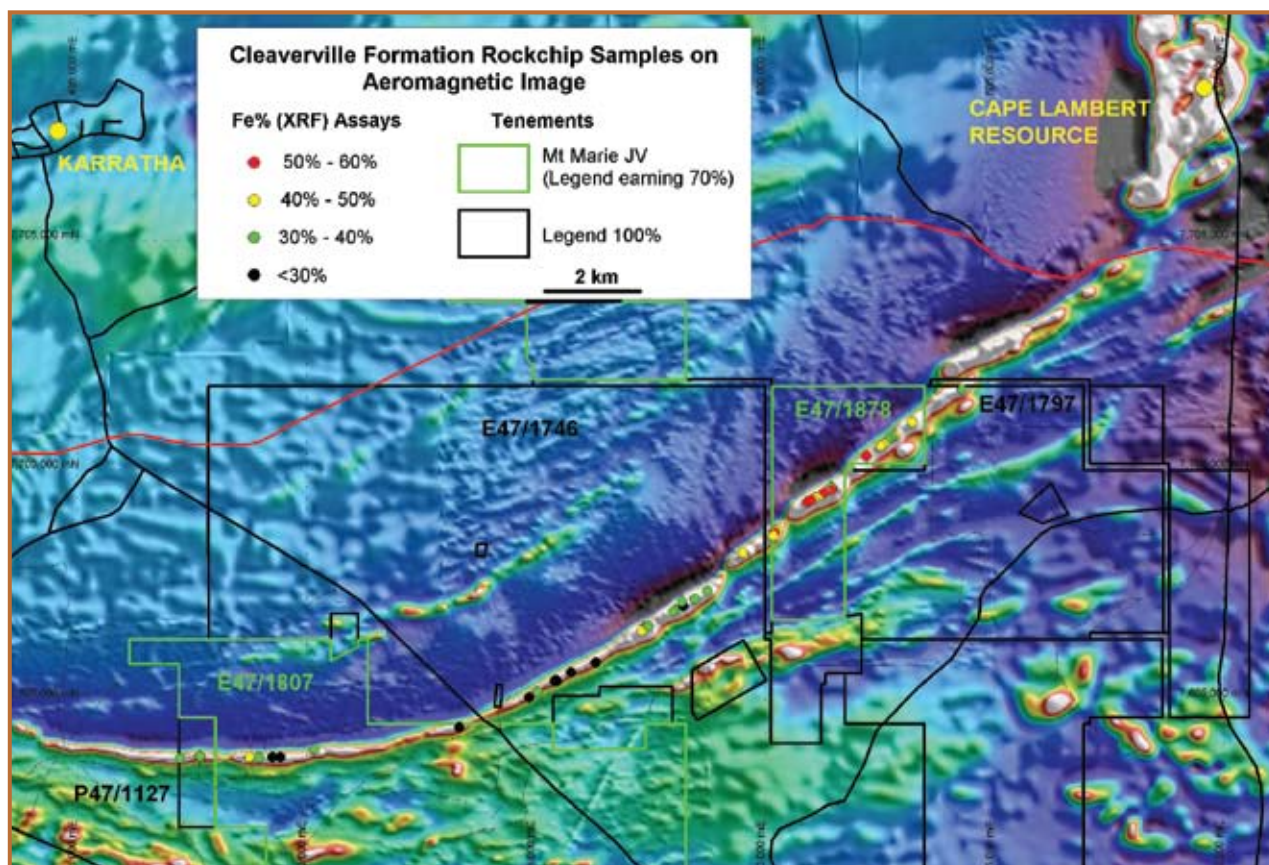 Cleaverville Formation Rockchip Samples on
Aeromagnetic Image
Fe% (XRF) Assays
Tenements
50% - 60%
40% - 50%
30% - 40%
<30%
Mt Marie JV
(Legend earning 70%)
Legend 100%
2 km
KARRATHA
CAPE LAMBERT
RESOURCE
E47/1746
E47/1878
E47/1797
E47/1807
P47/1127